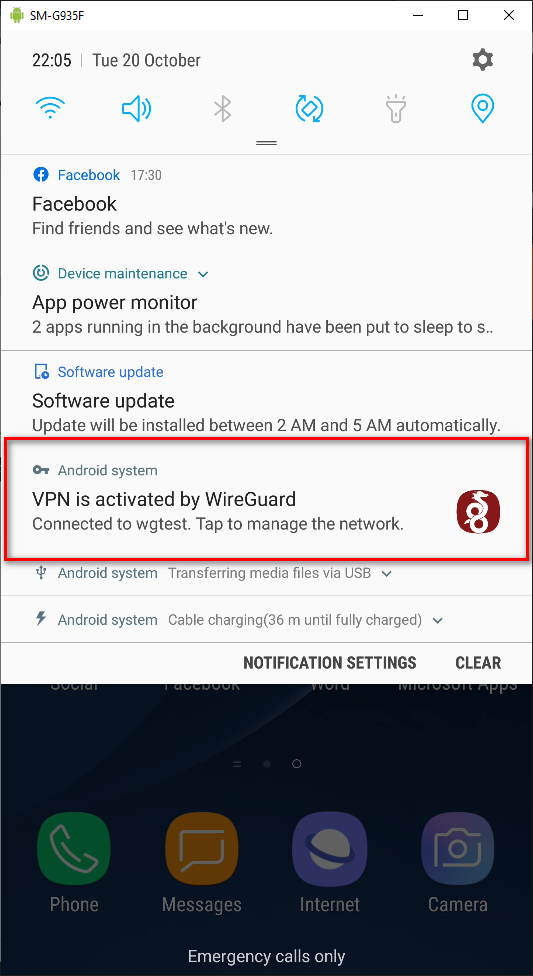 SM-G935F
22:05 Tue 20 October
Facebook 17:30
Facebook
Find friends and see what's new.
Device maintenance
App power monitor
2 apps running in the background have been put to sleep to s..
Software update
Software update
Update will be installed between 2 AM and 5 AM automatically.
Android system
VPN is activated by WireGuard
Connected to wgtest. Tap to manage the network.
Android system Transferring media files via USB
Android system Cable charging(36 m until fully charged)
NOTIFICATION SETTINGS CLEAR
Social Facebook Word Microsoft Apps
Phone Messages Internet Camera
Emergency calls only